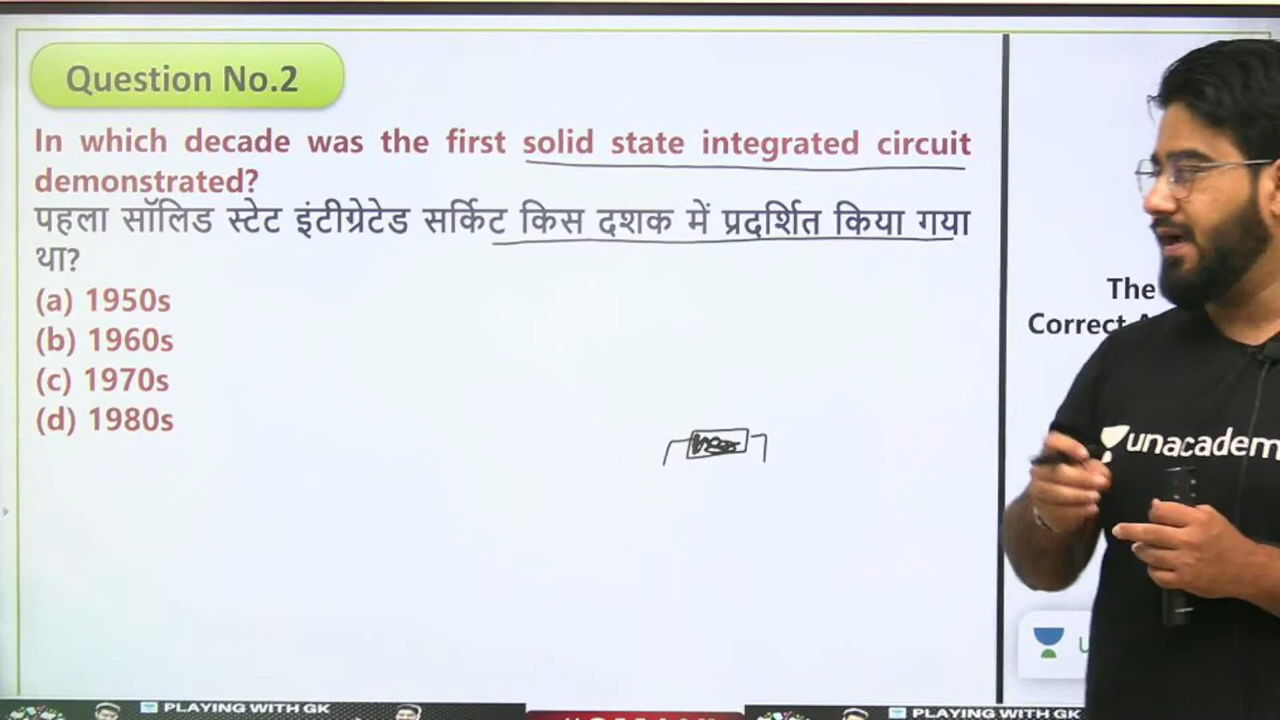 Question No.2
In which decade was the first solid state integrated circuit
demonstrated?
पहला सॉलिड स्टेट इंटीग्रेटेड सर्किट किस दशक में प्रदर्शित किया गया
था?
(a) 1950s
(b) 1960s
(c) 1970s
(d) 1980s
The
Correct
unacadem
PLAYING WITH GK
PLAYING WITH GK